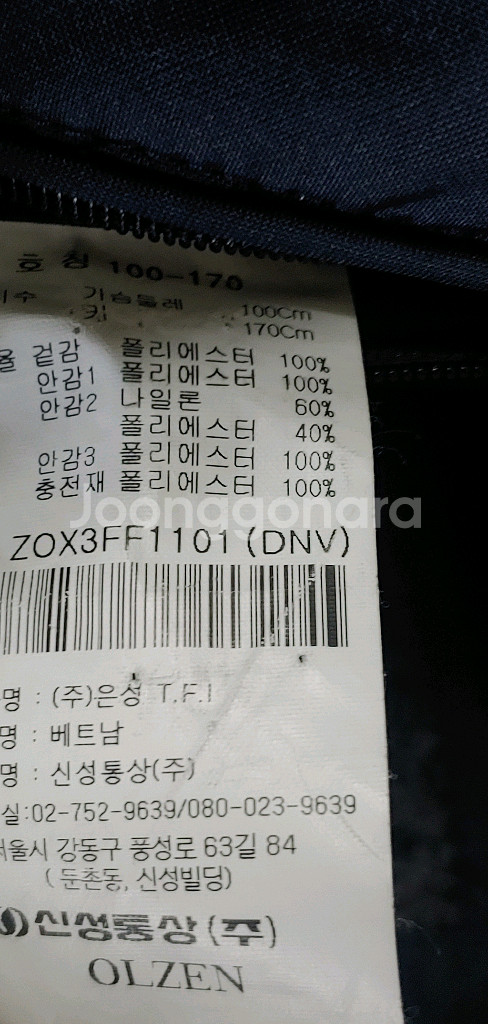 호칭 100-170
치수 가슴둘레 100Cm
키 170Cm
율 겉감 폴리에스터 100%
안감1 폴리에스터 100%
안감2 나일론 60%
폴리에스터 40%
안감3 폴리에스터 100%
충전재 폴리에스터 100%
Joonggonara
ZOX3FF1101 (DNV)
명 : (주)은성 T.F.I
명 : 베트남
명 : 신성통상(주)
실:02-752-9639/080-023-9639
서울시 강동구 풍성로 63길 84
(둔촌동, 신성빌딩)
신성통상(주)
OLZEN